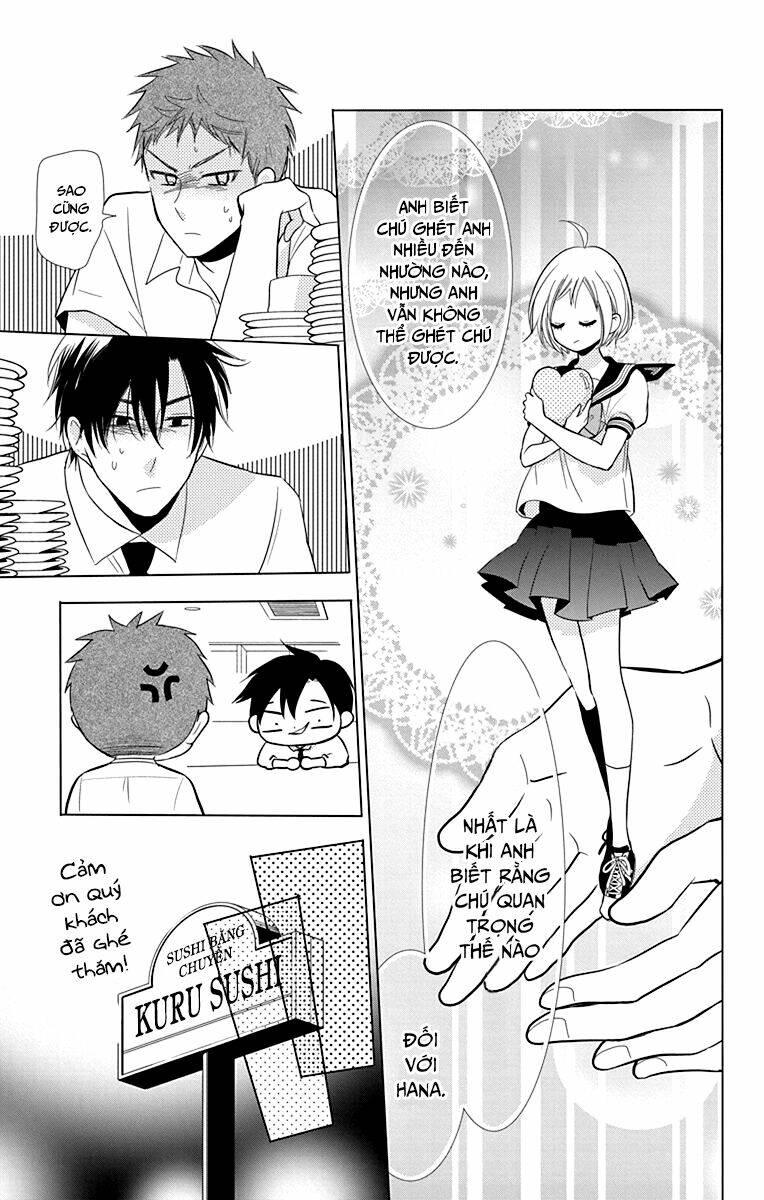 ANH BIẾT
CHÚ GHÉT ANH
NHIỀU ĐẾN
NHƯỜNG NÀO,
NHƯNG ANH
VẪN KHÔNG
THỂ GHÉT CHÚ
ĐƯỢC.
NHẤT LÀ
KHI ANH
BIẾT RẰNG
CHÚ QUAN
TRỌNG
THẾ NÀO
ĐỐI
VỚI
HANA.
SAO
CŨNG
ĐƯỢC.
Cảm
ơn quý
khách
đã ghé
thăm!
SUSHI BĂNG
CHUYỀN
KURU SUSHI